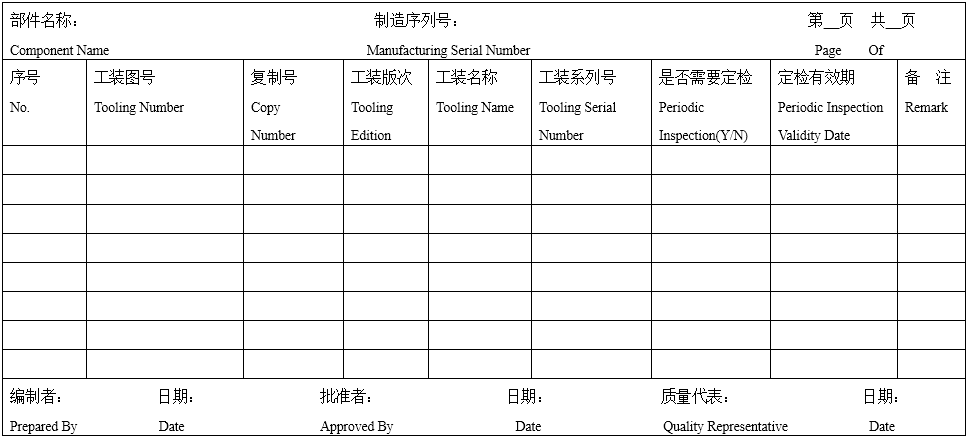 部件名称： 制造序列号： 第__页 共__页
Component Name Manufacturing Serial Number Page Of
序号 工装图号 复制号 工装版次 工装名称 工装系列号 是否需要定检 定检有效期 备 注
No. Tooling Number Copy Tooling Tooling Name Tooling Serial Periodic Periodic Inspection Remark
Number Edition Number Inspection(Y/N) Validity Date
编制者： 日期： 批准者： 日期： 质量代表： 日期：
Prepared By Date Approved By Date Quality Representative Date